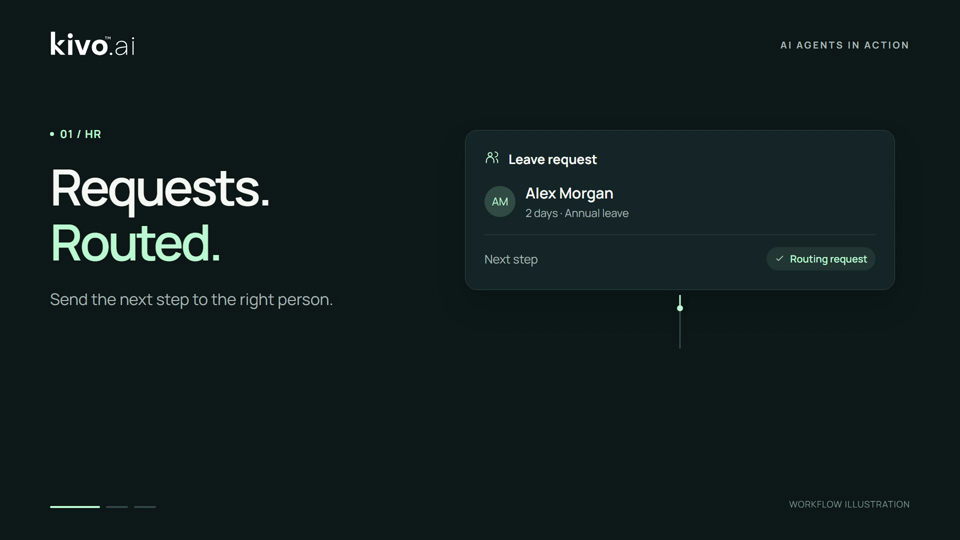 kivo™.ai
AI AGENTS IN ACTION
• 01 / HR
Requests.
Routed.
Send the next step to the right person.
Leave request
AM
Alex Morgan
2 days · Annual leave
Next step
✓ Routing request
WORKFLOW ILLUSTRATION